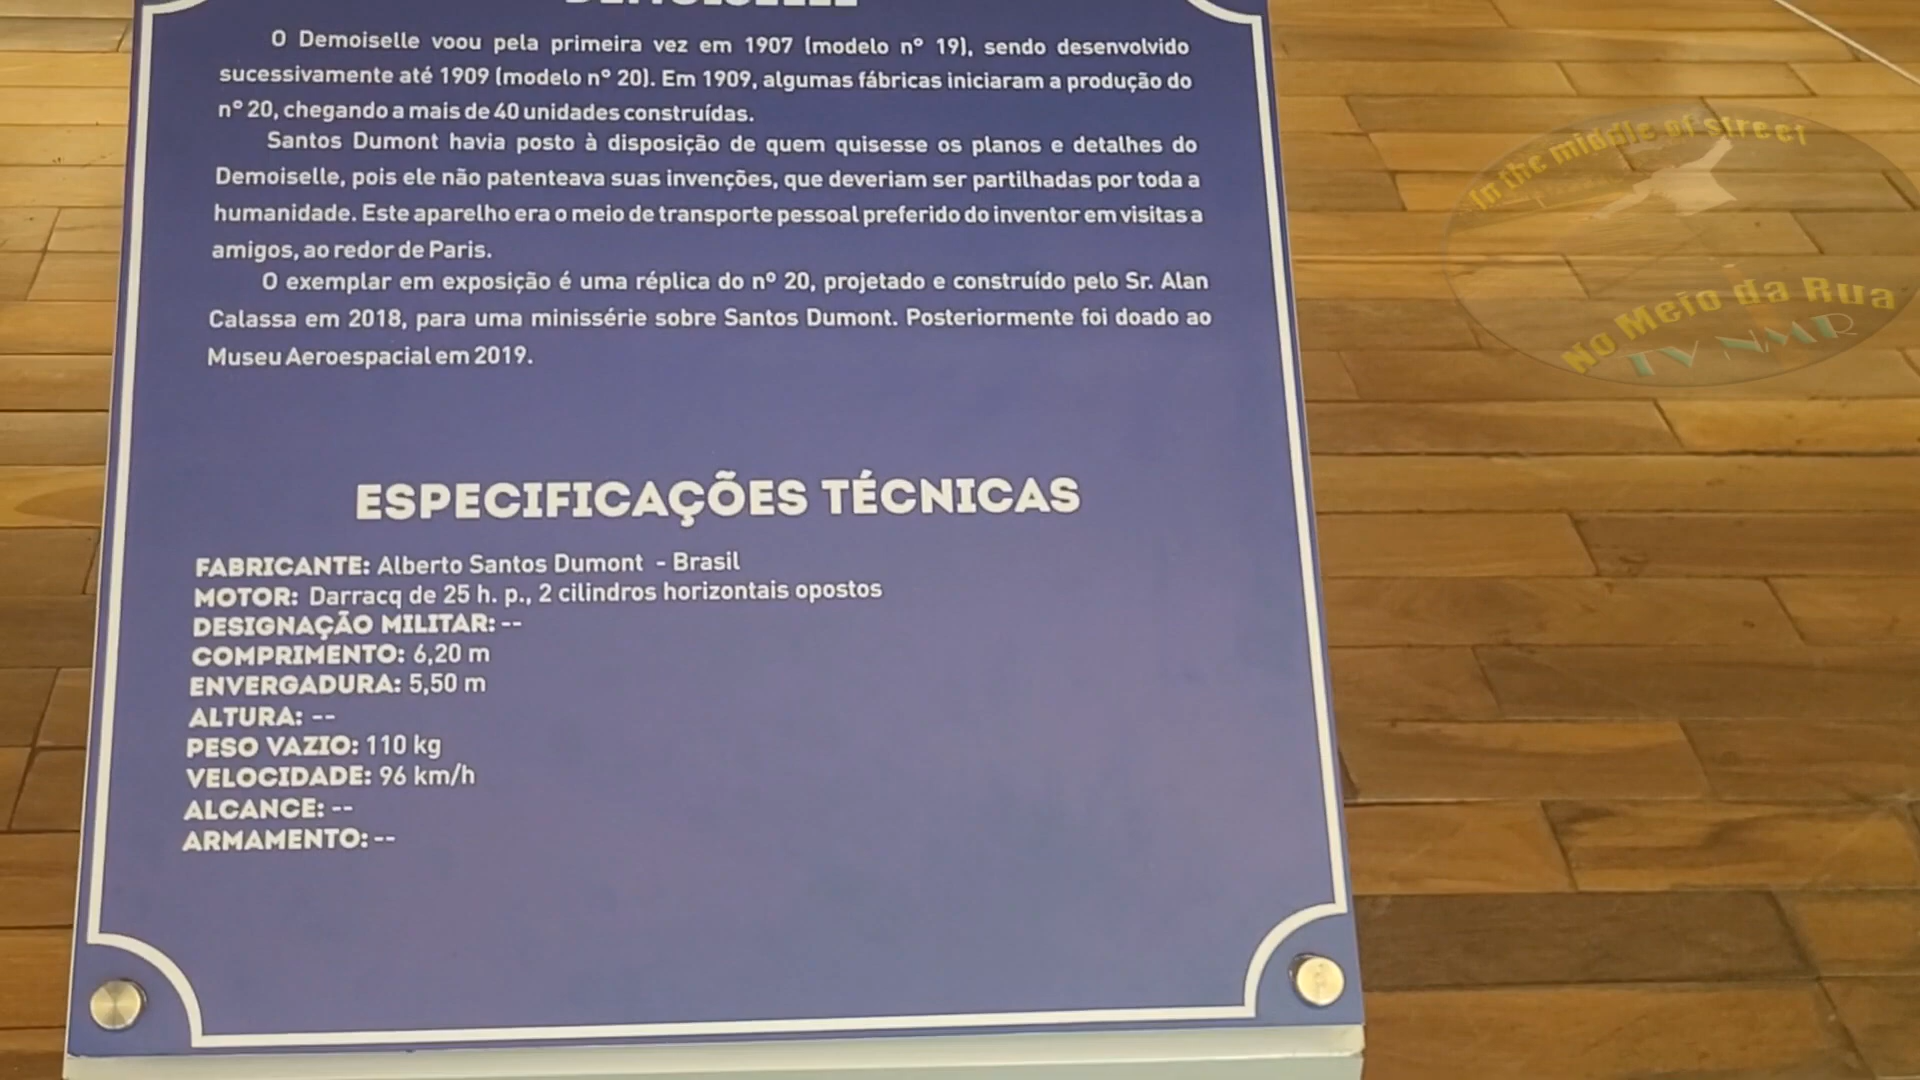 DEMOISELLE
O Demoiselle voou pela primeira vez em 1907 (modelo nº 19), sendo desenvolvido
sucessivamente até 1909 (modelo nº 20). Em 1909, algumas fábricas iniciaram a produção do
nº 20, chegando a mais de 40 unidades construídas.
Santos Dumont havia posto à disposição de quem quisesse os planos e detalhes do
Demoiselle, pois ele não patenteava suas invenções, que deveriam ser partilhadas por toda a
humanidade. Este aparelho era o meio de transporte pessoal preferido do inventor em visitas a
amigos, ao redor de Paris.
O exemplar em exposição é uma réplica do nº 20, projetado e construído pelo Sr. Alan
Calassa em 2018, para uma minissérie sobre Santos Dumont. Posteriormente foi doado ao
Museu Aeroespacial em 2019.
ESPECIFICAÇÕES TÉCNICAS
FABRICANTE: Alberto Santos Dumont - Brasil
MOTOR: Darracq de 25 h. p., 2 cilindros horizontais opostos
DESIGNAÇÃO MILITAR: --
COMPRIMENTO: 6,20 m
ENVERGADURA: 5,50 m
ALTURA: --
PESO VAZIO: 110 kg
VELOCIDADE: 96 km/h
ALCANCE: --
ARMAMENTO: --
In the middle of street
No Meio da Rua
TV NMR